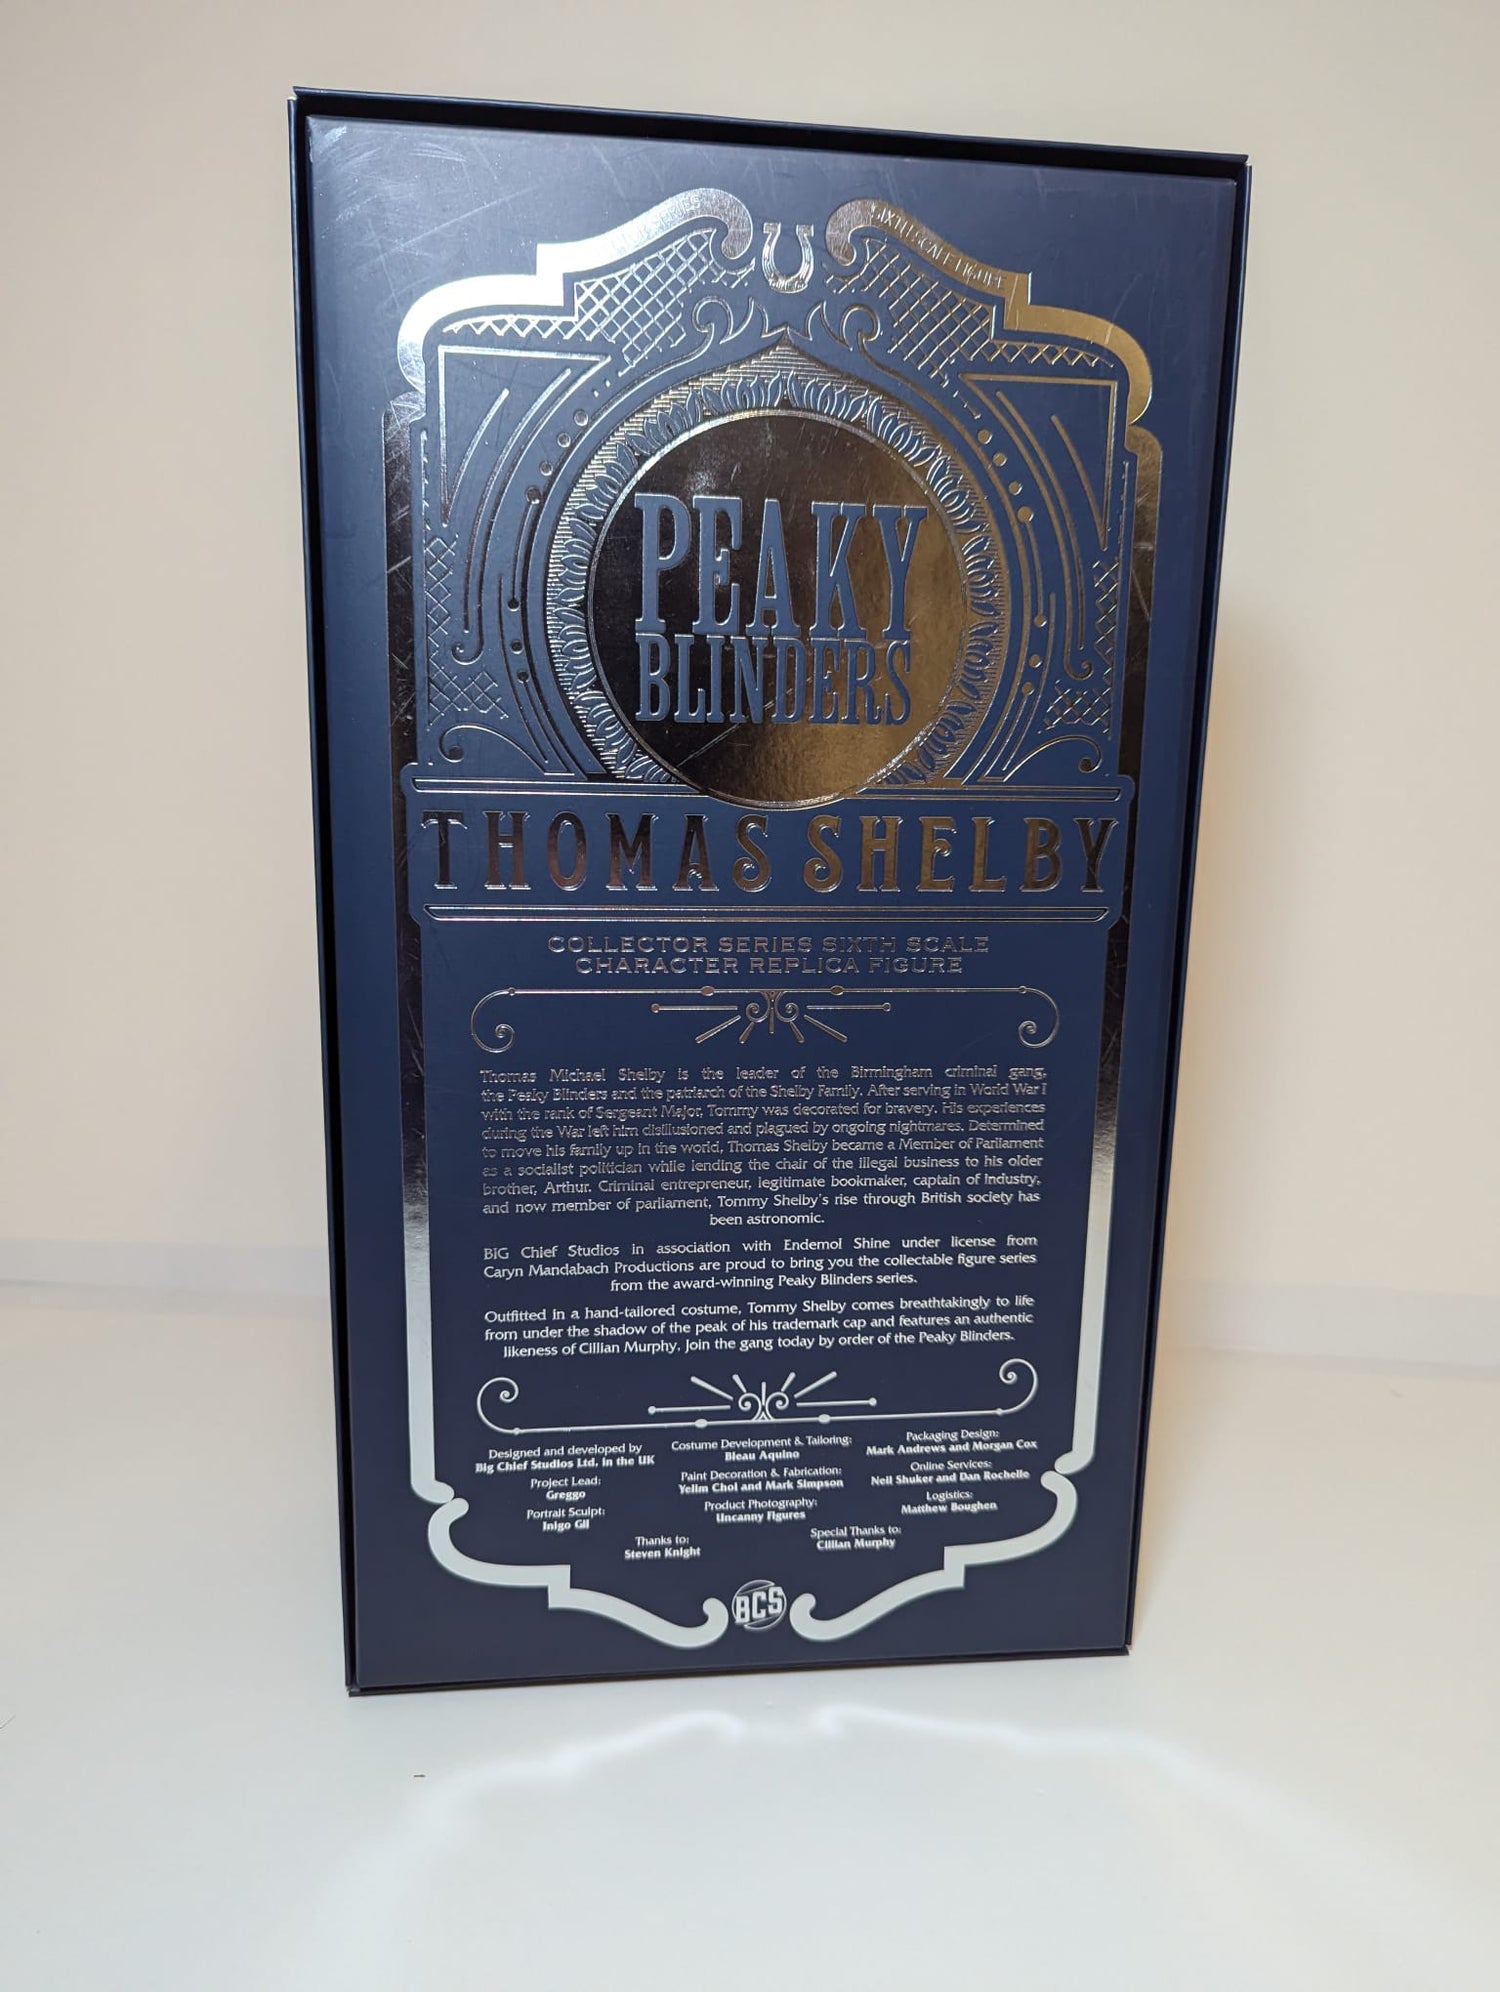 SIXTH SCALE FIGURE
PEAKY
BLINDERS
THOMAS SHELBY
COLLECTOR SERIES SIXTH SCALE
CHARACTER REPLICA FIGURE
Thomas Michael Shelby is the leader of the Birmingham criminal gang,
the Peaky Blinders and the patriarch of the Shelby Family. After serving in World War I
with the rank of Sergeant Major, Tommy was decorated for bravery. His experiences
during the War left him disillusioned and plagued by ongoing nightmares. Determined
to move his family up in the world, Thomas Shelby became a Member of Parliament
as a socialist politician while lending the chair of the illegal business to his older
brother, Arthur. Criminal entrepreneur, legitimate bookmaker, captain of industry,
and now member of parliament, Tommy Shelby's rise through British society has
been astronomic.
BIG Chief Studios in association with Endemol Shine under license from
Caryn Mandabach Productions are proud to bring you the collectable figure series
from the award-winning Peaky Blinders series.
Outfitted in a hand-tailored costume, Tommy Shelby comes breathtakingly to life
from under the shadow of the peak of his trademark cap and features an authentic
likeness of Cillian Murphy. Join the gang today by order of the Peaky Blinders.
Designed and developed by
Big Chief Studios Ltd. in the UK
Project Lead:
Greggo
Portrait Sculpt:
Inigo Gil
Costume Development & Tailoring:
Bleau Aquino
Paint Decoration & Fabrication:
Yelim Choi and Mark Simpson
Product Photography:
Uncanny Figures
Packaging Design:
Mark Andrews and Morgan Cox
Online Services:
Neil Shuker and Dan Rochelle
Logistics:
Matthew Boughen
Thanks to:
Steven Knight
Special Thanks to:
Cillian Murphy
BCS